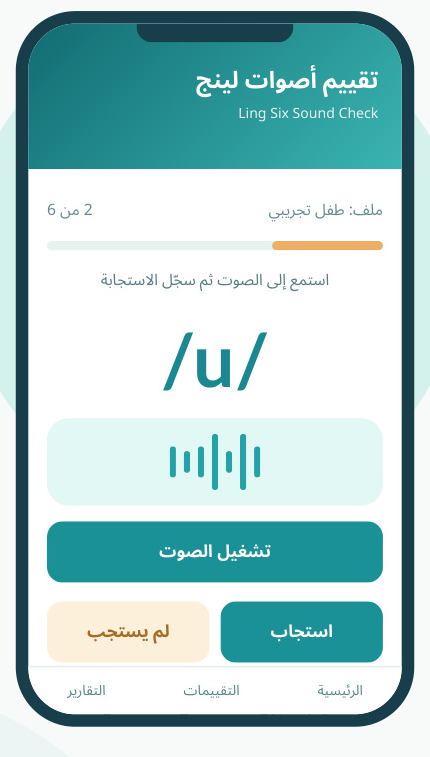 تقييم أصوات لينج
Ling Six Sound Check
ملف: طفل تجريبي
2 من 6
استمع إلى الصوت ثم سجّل الاستجابة
/u/
تشغيل الصوت
استجاب
لم يستجب
الرئيسية
التقييمات
التقارير